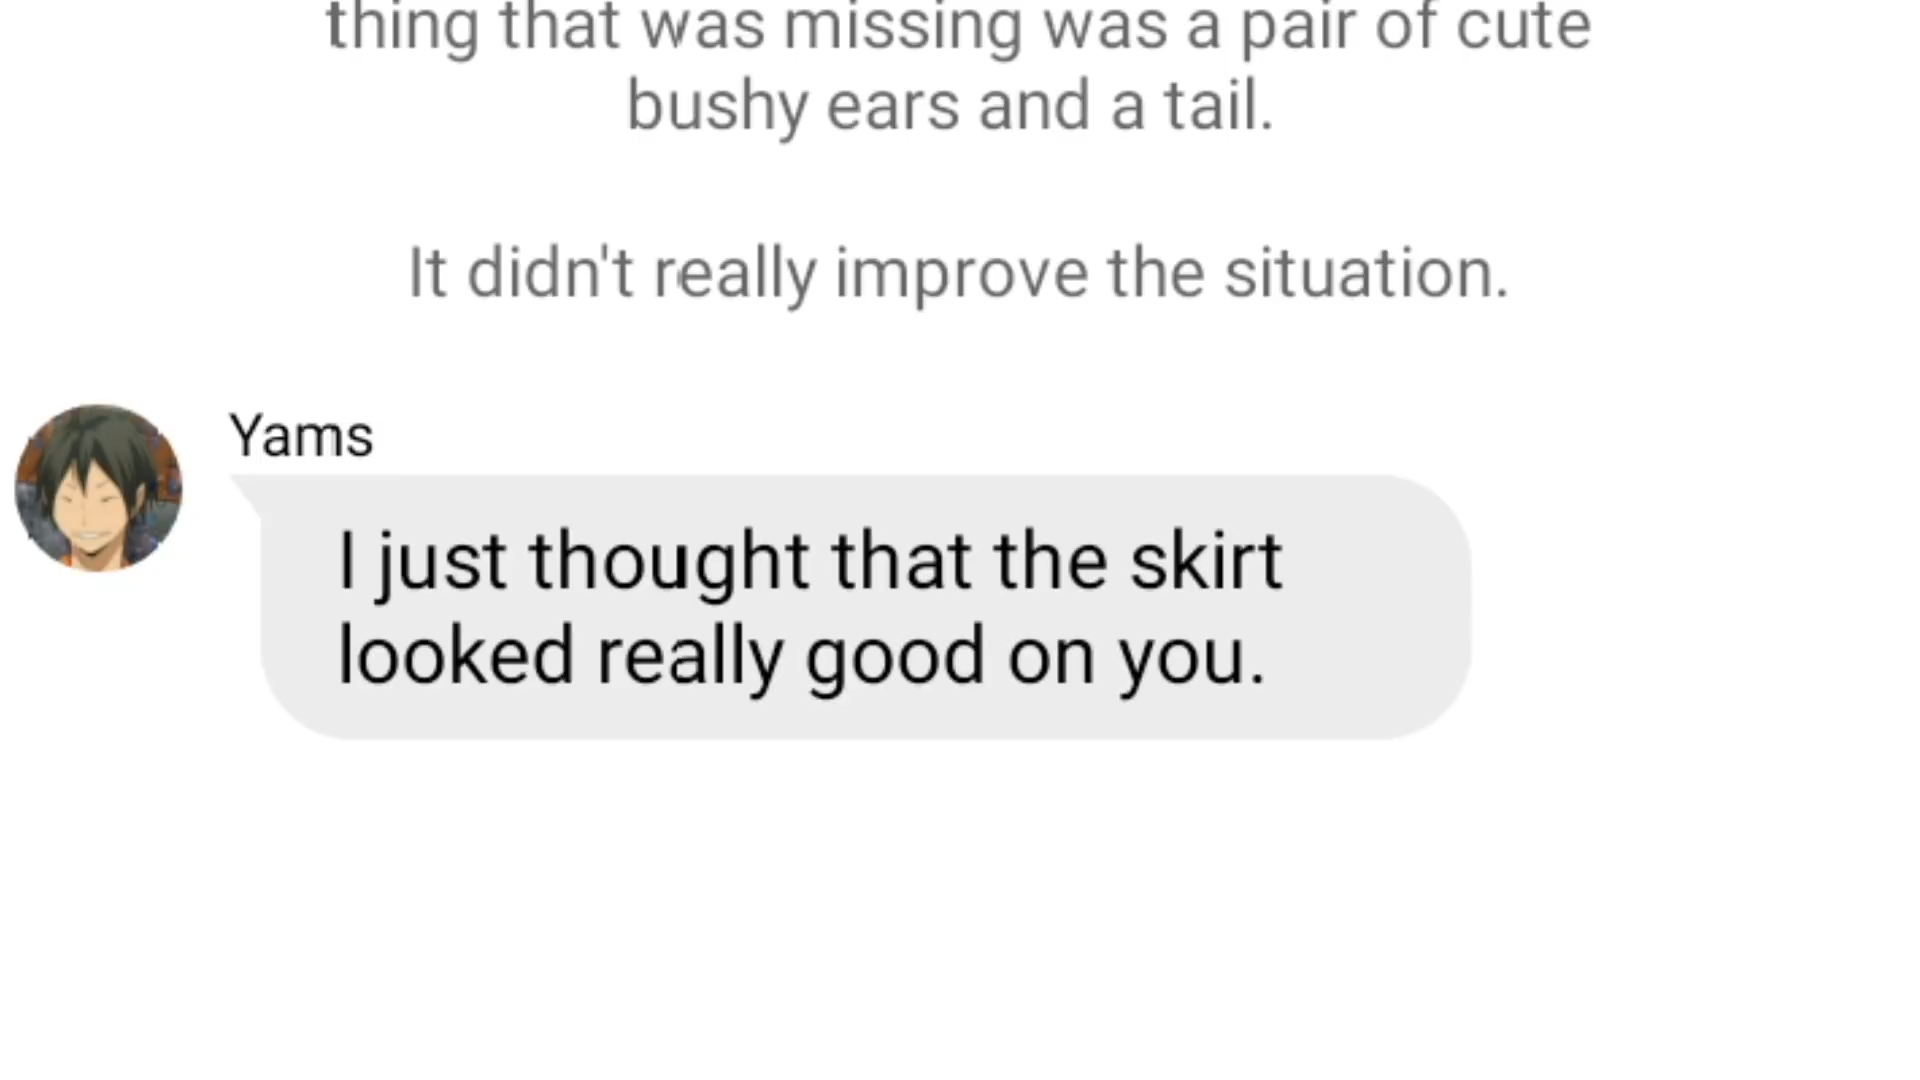 thing that was missing was a pair of cute
bushy ears and a tail.
It didn't really improve the situation.
Yams
I just thought that the skirt
looked really good on you.